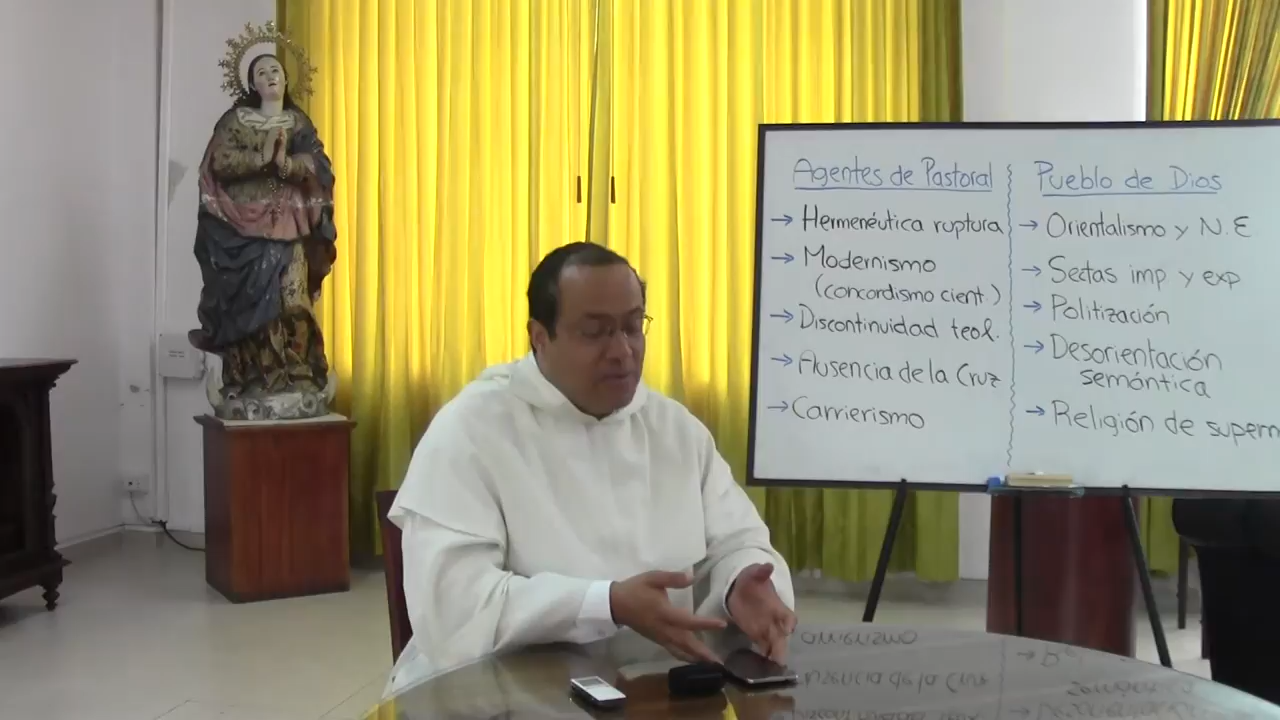 Agentes de Pastoral
→ Hermenéutica ruptura
→ Modernismo
(concordismo cient.)
→ Discontinuidad teol.
→ Ausencia de la Cruz
→ Carrierismo
Pueblo de Dios
→ Orientalismo y N.E
→ Sectas imp y exp
→ Politización
→ Desorientación
semántica
→ Religión de superm